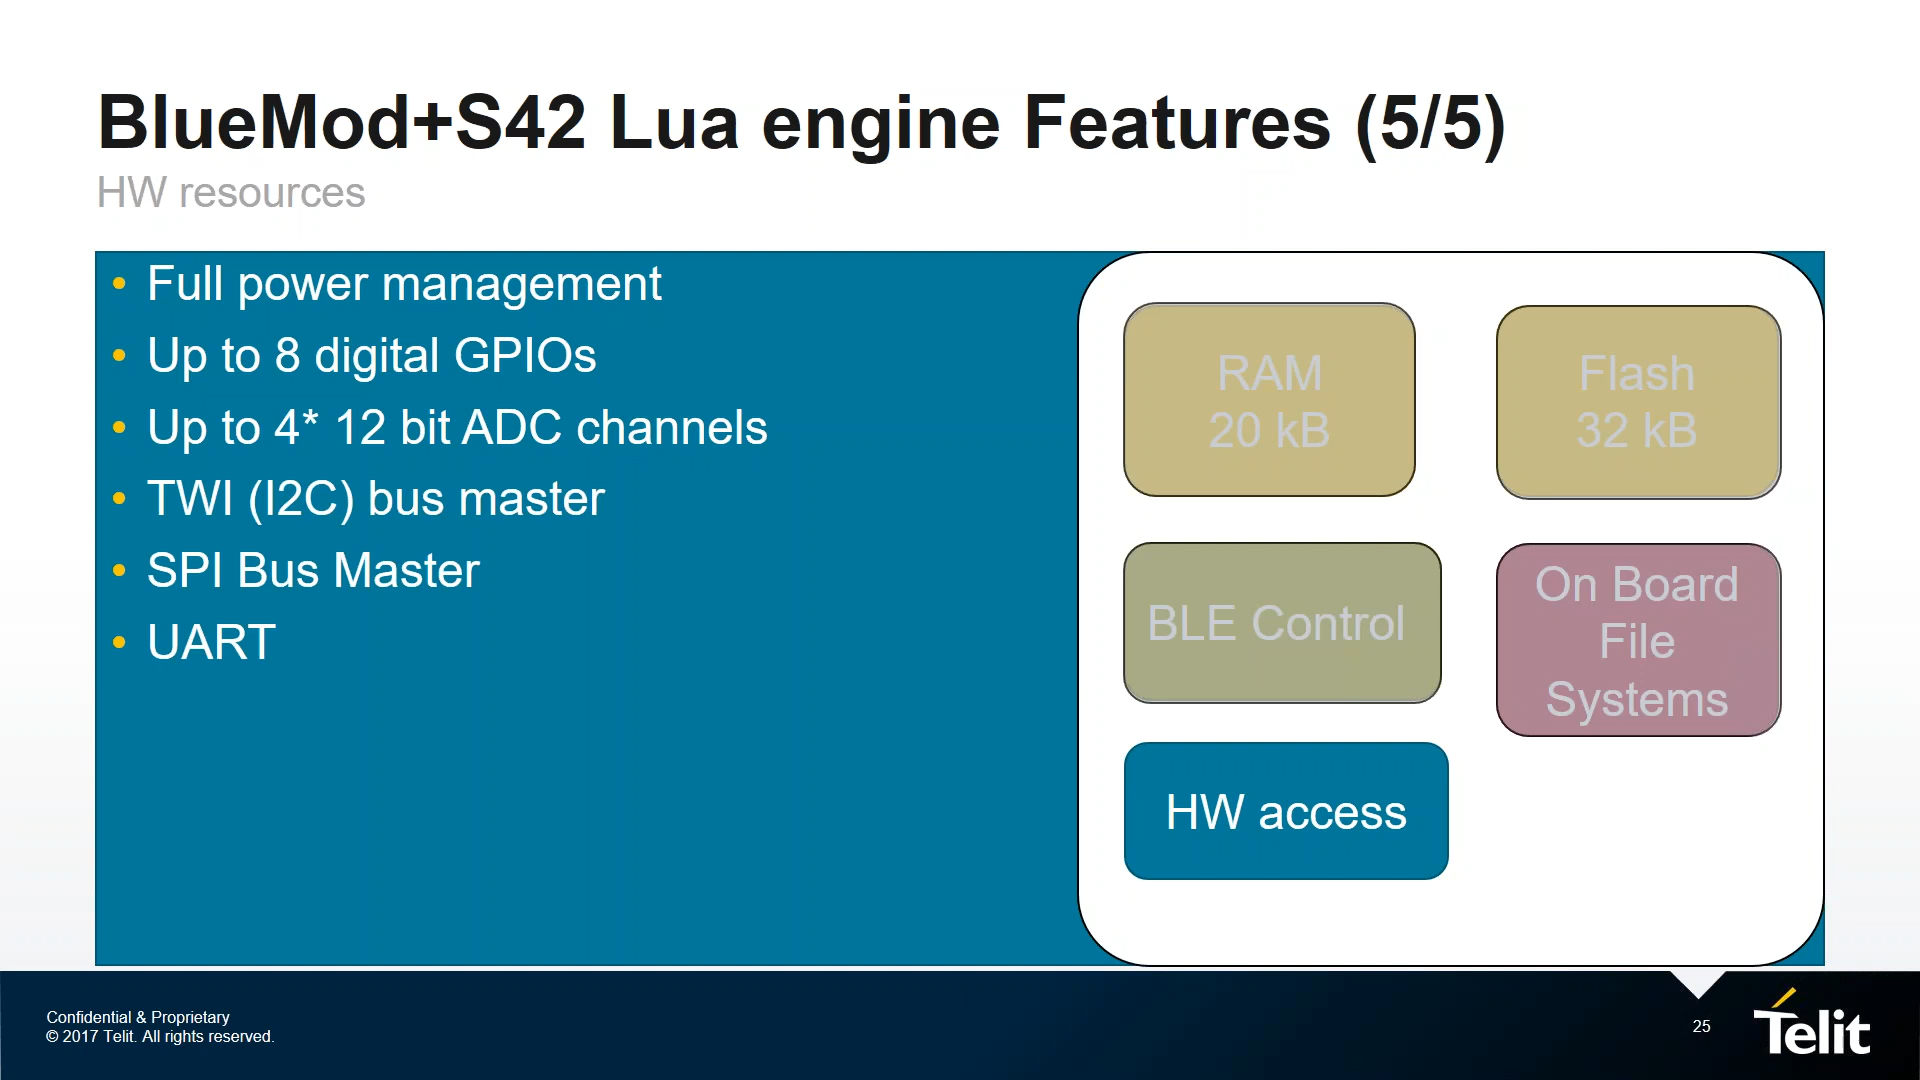 BlueMod+S42 Lua engine Features (5/5)
HW resources
• Full power management
• Up to 8 digital GPIOs
• Up to 4* 12 bit ADC channels
• TWI (I2C) bus master
• SPI Bus Master
• UART
RAM
20 kB
Flash
32 kB
BLE Control
On Board
File
Systems
HW access
Confidential & Proprietary
© 2017 Telit. All rights reserved.
25
Telit